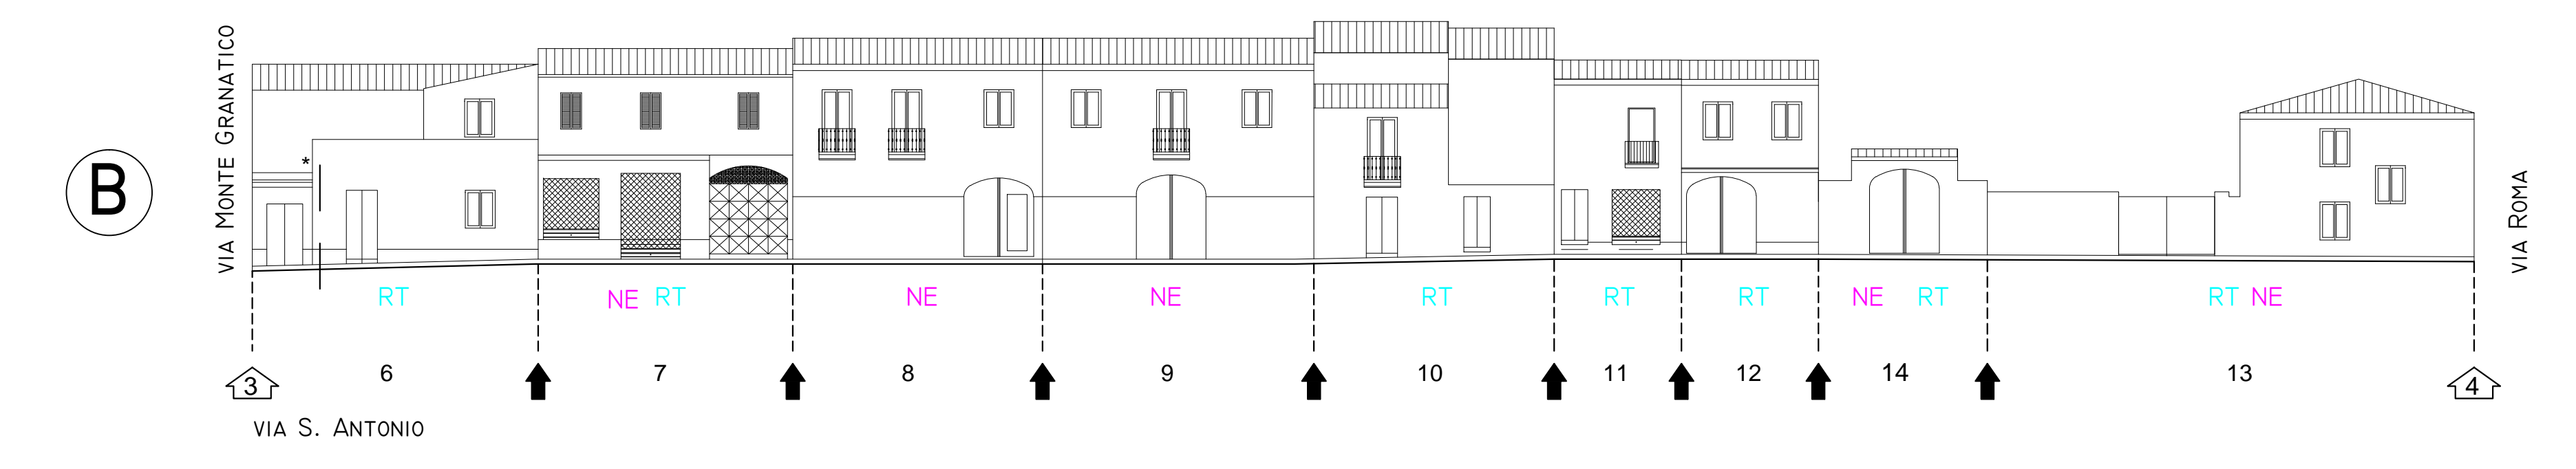 B
VIA MONTE GRANATICO
*
VIA ROMA
RT NE RT NE NE RT RT RT NE RT RT NE
3 6 7 8 9 10 11 12 14 13 4
VIA S. ANTONIO